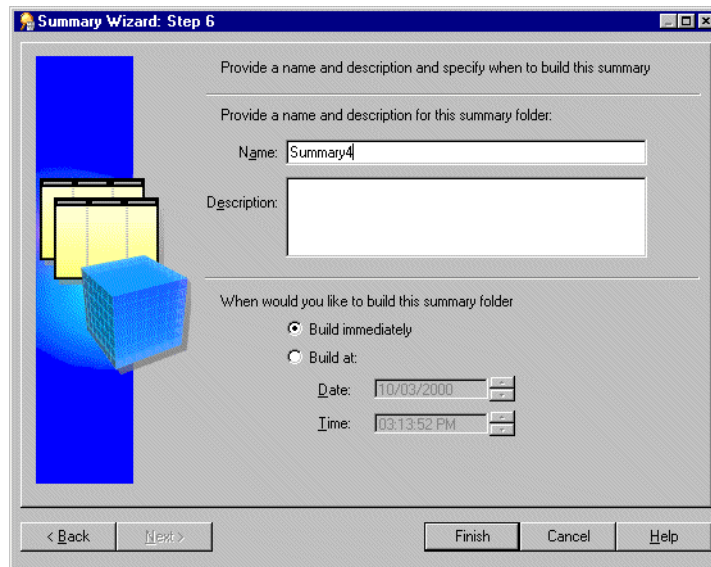 Summary Wizard: Step 6
Provide a name and description and specify when to build this summary
Provide a name and description for this summary folder:
Name: Summary4
Description:
When would you like to build this summary folder
Build immediately
Build at:
Date: 10/03/2000
Time: 03:13:52 PM
< Back Next > Finish Cancel Help